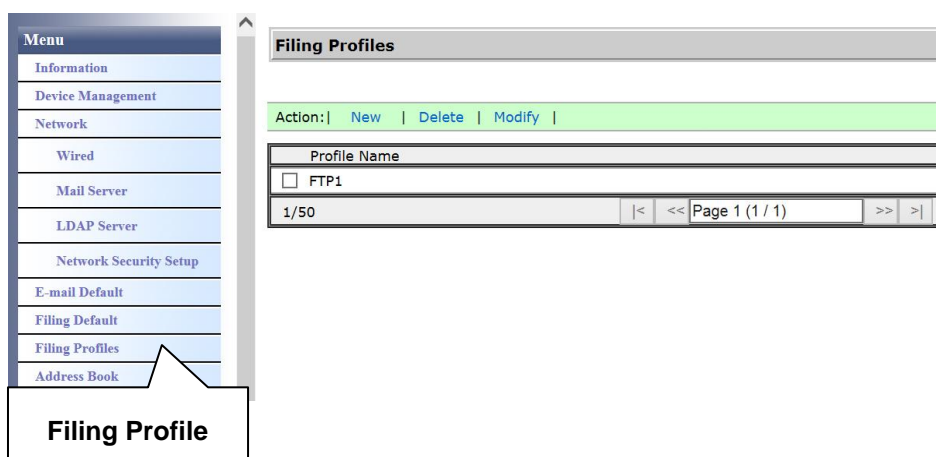 Menu
Information
Device Management
Network
Wired
Mail Server
LDAP Server
Network Security Setup
E-mail Default
Filing Default
Filing Profiles
Address Book
Filing Profile
Filing Profiles
Action:| New | Delete | Modify |
Profile Name
FTP1
1/50 |< << Page 1 (1 / 1) >> >|